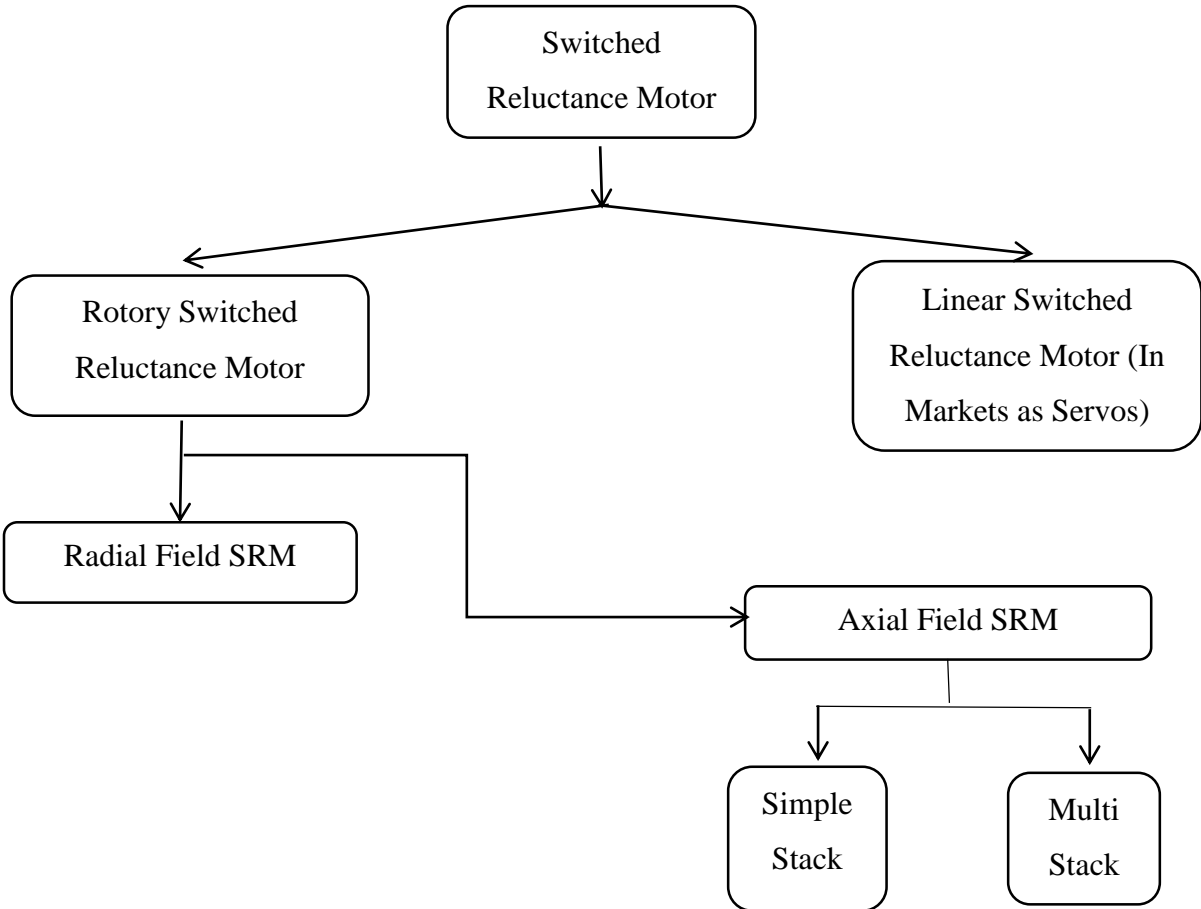 Switched
Reluctance Motor
Rotory Switched
Reluctance Motor
Linear Switched
Reluctance Motor (In
Markets as Servos)
Radial Field SRM
Axial Field SRM
Simple
Stack
Multi
Stack